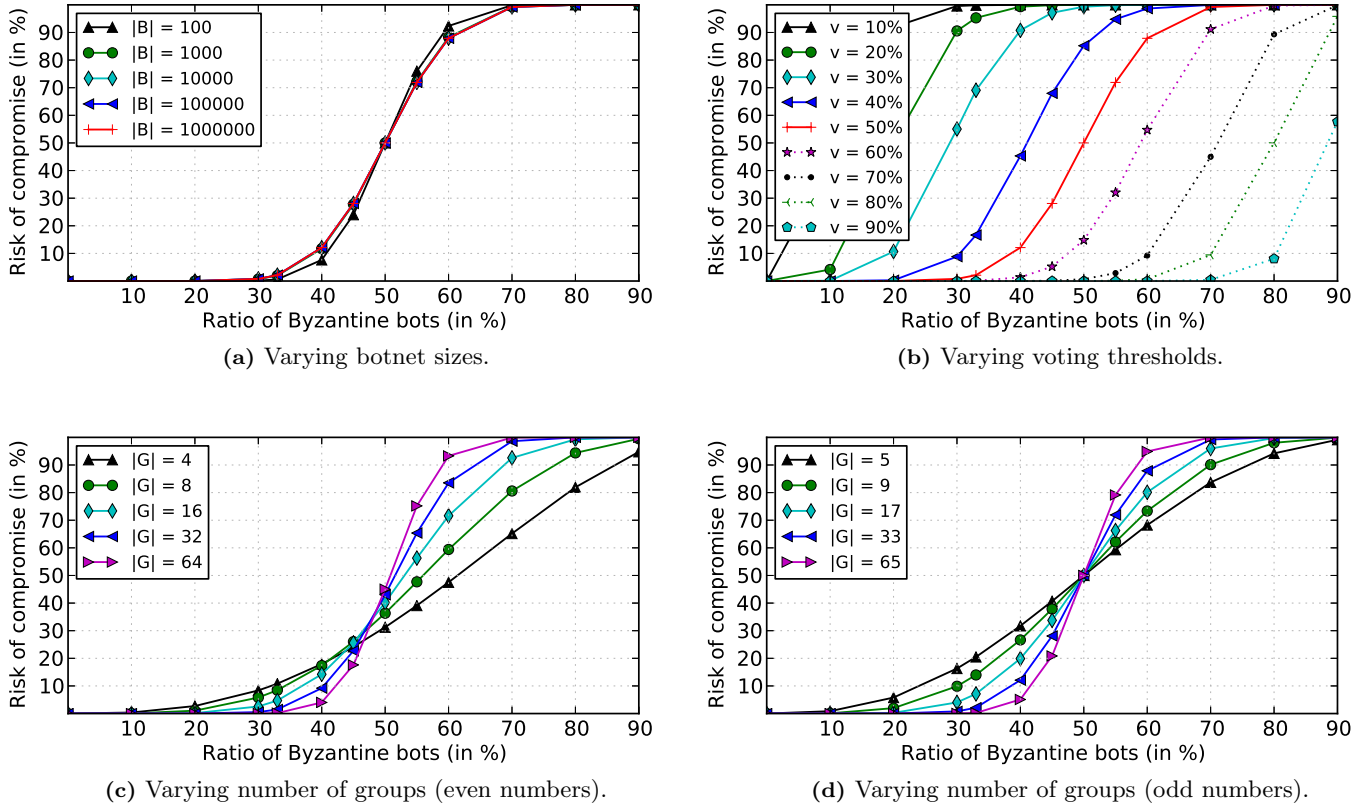 Risk of compromise (in %)
90
80
70
60
50
40
30
20
10
|B| = 100
|B| = 1000
|B| = 10000
|B| = 100000
|B| = 1000000
10 20 30 40 50 60 70 80 90
Ratio of Byzantine bots (in %)
(a) Varying botnet sizes.
Risk of compromise (in %)
90
80
70
60
50
40
30
20
10
v = 10%
v = 20%
v = 30%
v = 40%
v = 50%
v = 60%
v = 70%
v = 80%
v = 90%
10 20 30 40 50 60 70 80 90
Ratio of Byzantine bots (in %)
(b) Varying voting thresholds.
Risk of compromise (in %)
90
80
70
60
50
40
30
20
10
|G| = 4
|G| = 8
|G| = 16
|G| = 32
|G| = 64
10 20 30 40 50 60 70 80 90
Ratio of Byzantine bots (in %)
(c) Varying number of groups (even numbers).
Risk of compromise (in %)
90
80
70
60
50
40
30
20
10
|G| = 5
|G| = 9
|G| = 17
|G| = 33
|G| = 65
10 20 30 40 50 60 70 80 90
Ratio of Byzantine bots (in %)
(d) Varying number of groups (odd numbers).